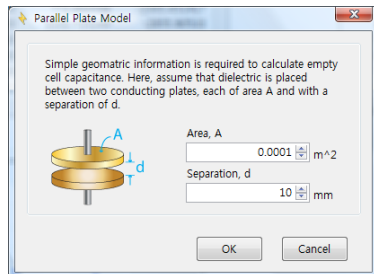 Parallel Plate Model
Simple geomatric information is required to calculate empty
cell capacitance. Here, assume that dielectric is placed
between two conducting plates, each of area A and with a
separation of d.
A
d
Area, A
0.0001 m^2
Separation, d
10 mm
OK
Cancel